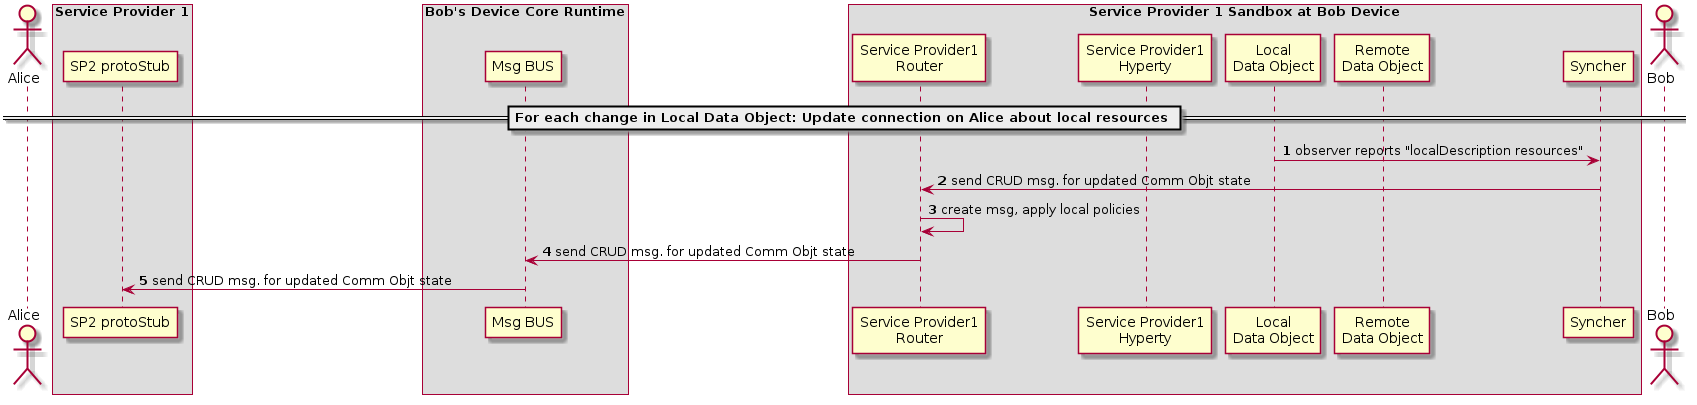 Service Provider 1
Bob's Device Core Runtime
Service Provider 1 Sandbox at Bob Device
Alice
SP2 protoStub
Msg BUS
Service Provider1
Router
Service Provider1
Hyperty
Local
Data Object
Remote
Data Object
Syncher
Bob
For each change in Local Data Object: Update connection on Alice about local resources
1 observer reports "localDescription resources"
2 send CRUD msg. for updated Comm Objt state
3 create msg, apply local policies
4 send CRUD msg. for updated Comm Objt state
5 send CRUD msg. for updated Comm Objt state
Alice
SP2 protoStub
Msg BUS
Service Provider1
Router
Service Provider1
Hyperty
Local
Data Object
Remote
Data Object
Syncher
Bob